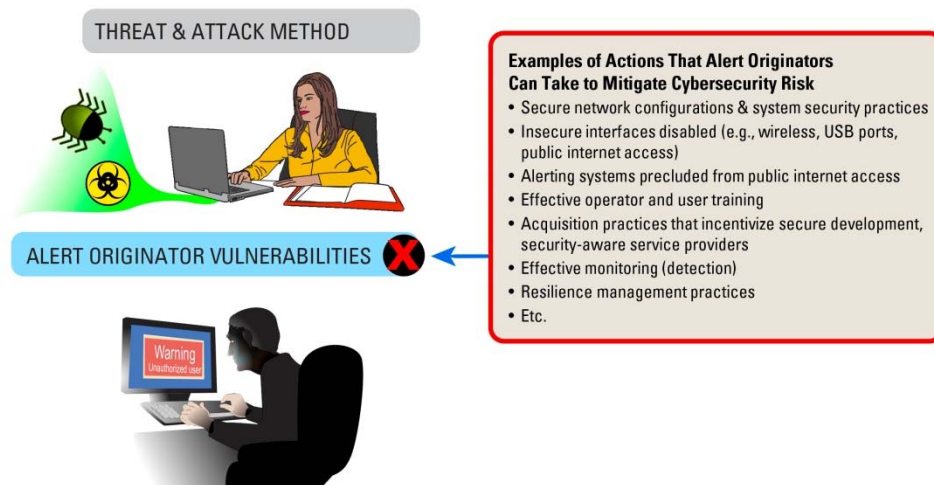 THREAT & ATTACK METHOD
Examples of Actions That Alert Originators
Can Take to Mitigate Cybersecurity Risk
• Secure network configurations & system security practices
• Insecure interfaces disabled (e.g., wireless, USB ports,
public internet access)
• Alerting systems precluded from public internet access
• Effective operator and user training
• Acquisition practices that incentivize secure development,
security-aware service providers
• Effective monitoring (detection)
• Resilience management practices
• Etc.
ALERT ORIGINATOR VULNERABILITIES X
Warning
Unauthorized user